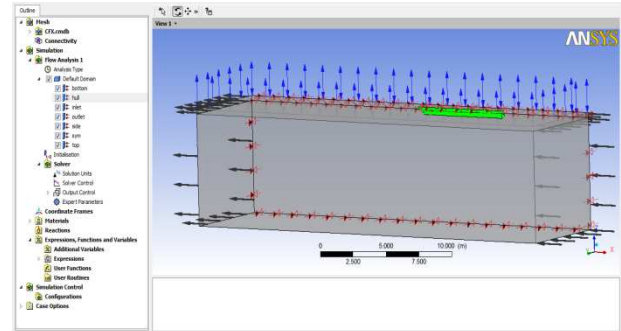 Outline
Mesh
CFX.cmdb
Connectivity
Simulation
Flow Analysis 1
Analysis Type
Default Domain
bottom
hull
inlet
outlet
side
sym
top
Initialisation
Solver
Solution Units
Solver Control
Output Control
Expert Parameters
Coordinate Frames
Materials
Reactions
Expressions, Functions and Variables
Additional Variables
Expressions
User Functions
User Routines
Simulation Control
Configurations
Case Options
View 1
ANSYS
0 5.000 10.000 (m)
2.500 7.500
Y X